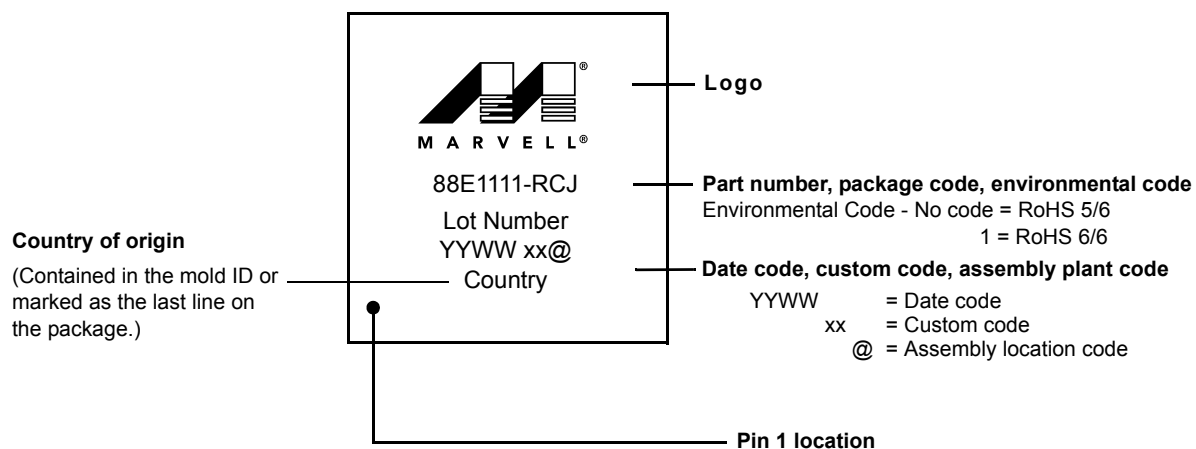 MARVELL®
®
88E1111-RCJ
Lot Number
YYWW xx@
Country
Logo
Part number, package code, environmental code
Environmental Code - No code = RoHS 5/6
1 = RoHS 6/6
Country of origin
(Contained in the mold ID or
marked as the last line on
the package.)
Date code, custom code, assembly plant code
YYWW = Date code
xx = Custom code
@ = Assembly location code
Pin 1 location